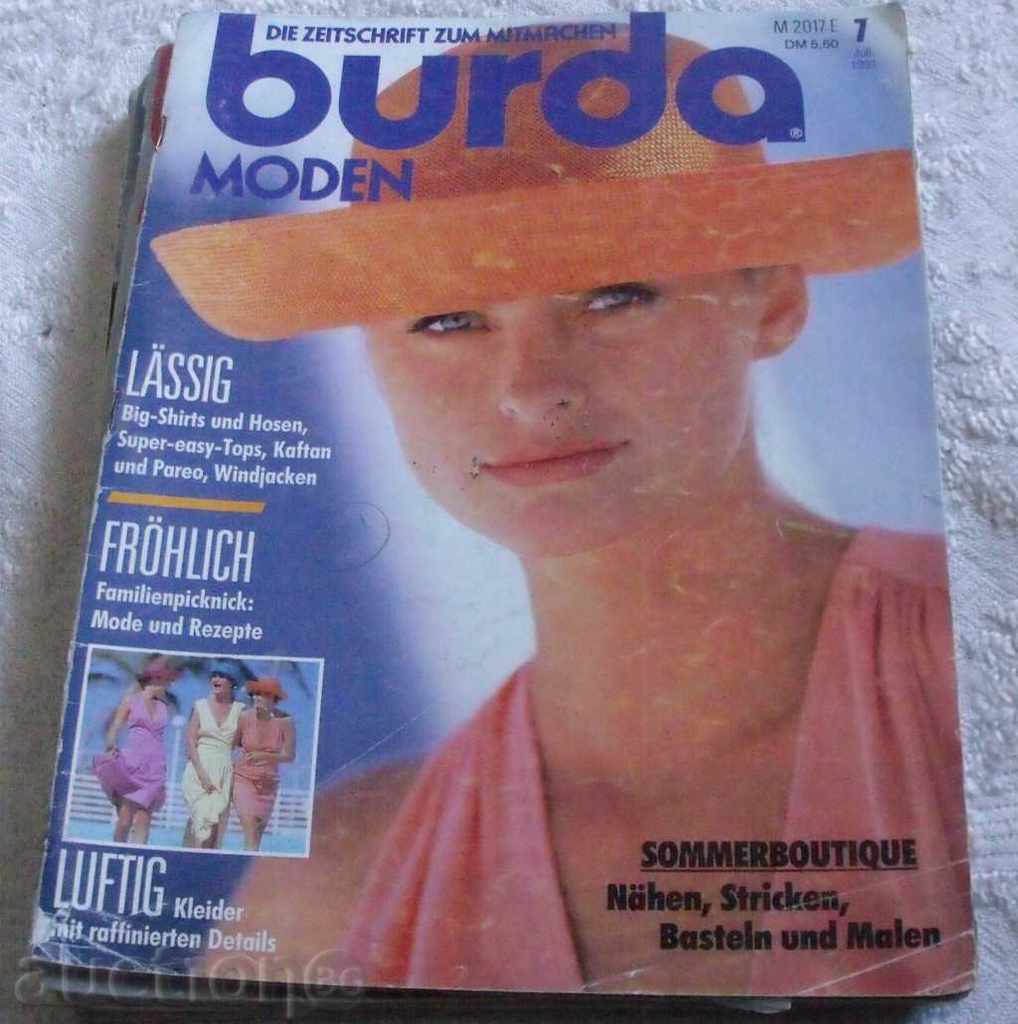 DIE ZEITSCHRIFT ZUM MITMACHEN
M 2017 E 7
DM 5,50
burda
®
MODEN
LÄSSIG
Big-Shirts und Hosen,
Super-easy-Tops, Kaftan
und Pareo, Windjacken
FRÖHLICH
Familienpicknick:
Mode und Rezepte
LUFTIG Kleider
mit raffinierten Details
SOMMERBOUTIQUE
Nähen, Stricken,
Basteln und Malen
auctionBG